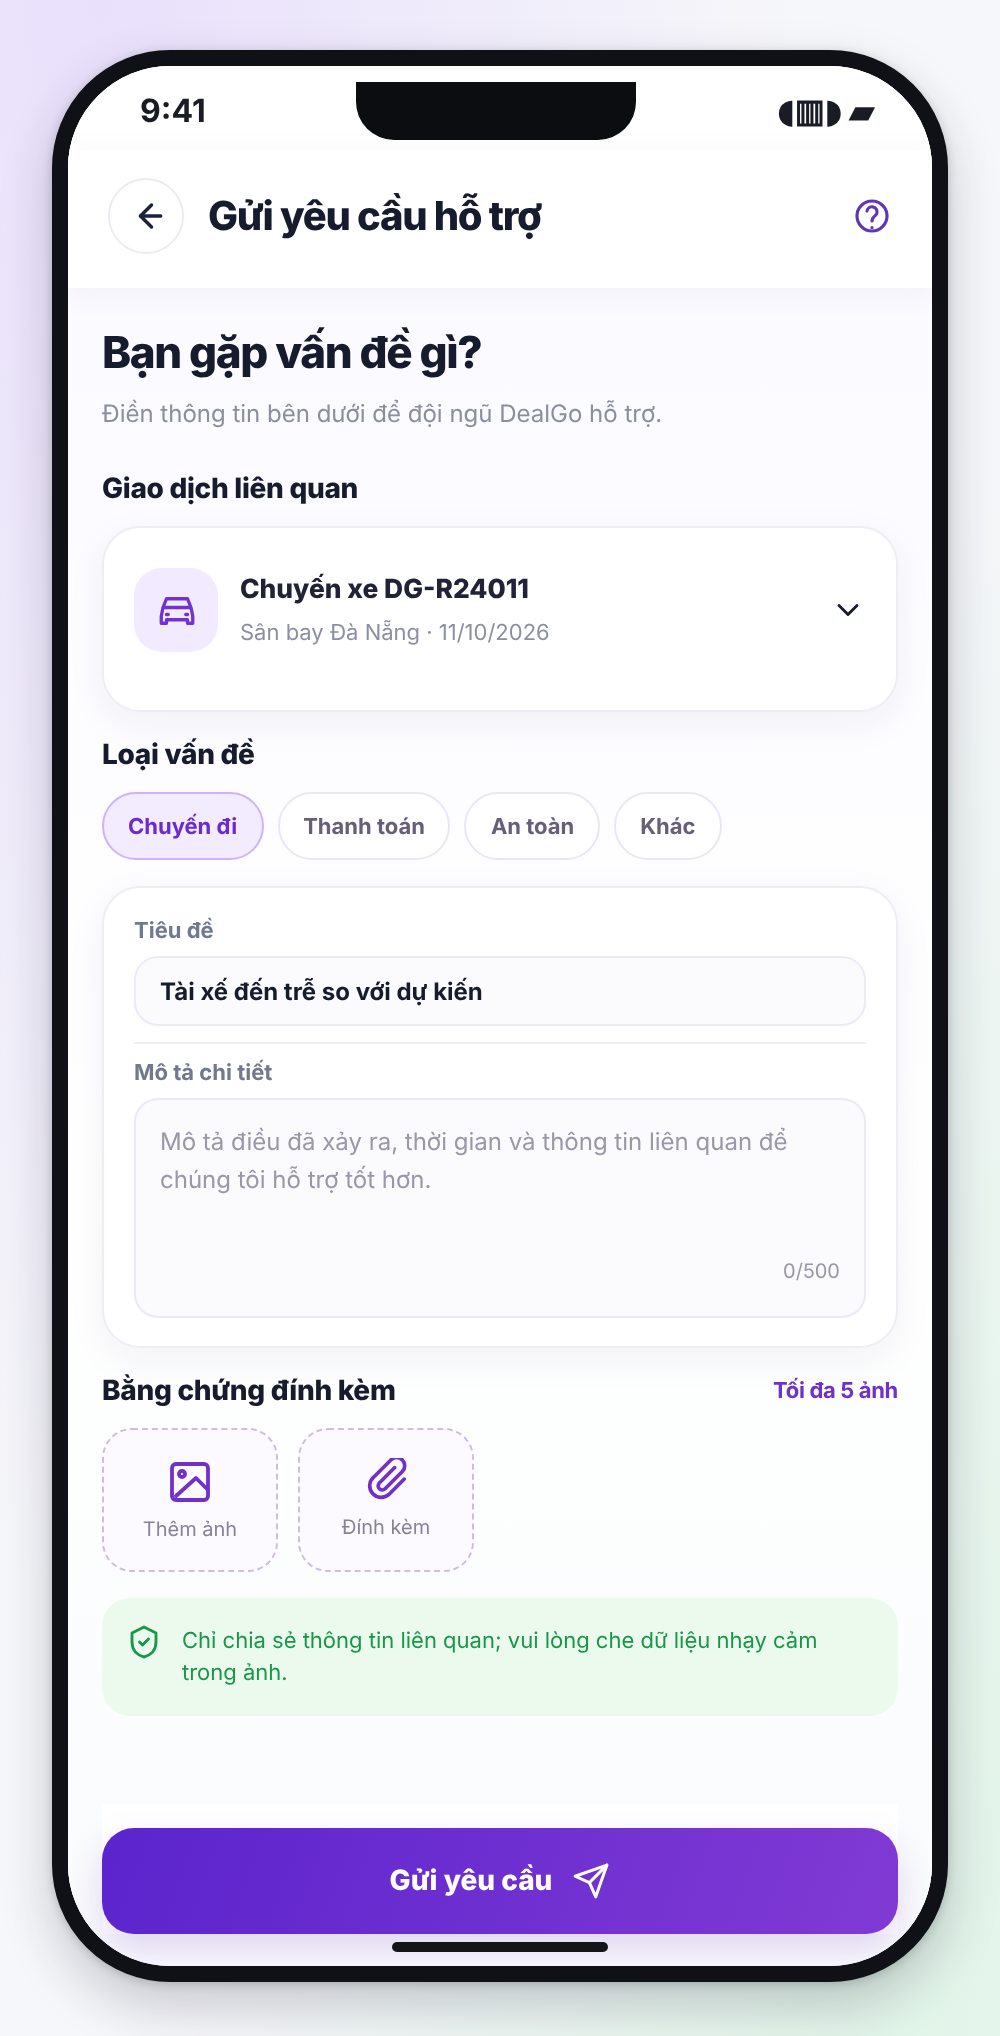 9:41
Gửi yêu cầu hỗ trợ
Bạn gặp vấn đề gì?
Điền thông tin bên dưới để đội ngũ DealGo hỗ trợ.
Giao dịch liên quan
Chuyến xe DG-R24011
Sân bay Đà Nẵng · 11/10/2026
Loại vấn đề
Chuyến đi
Thanh toán
An toàn
Khác
Tiêu đề
Tài xế đến trễ so với dự kiến
Mô tả chi tiết
Mô tả điều đã xảy ra, thời gian và thông tin liên quan để
chúng tôi hỗ trợ tốt hơn.
0/500
Bằng chứng đính kèm
Tối đa 5 ảnh
Thêm ảnh
Đính kèm
Chỉ chia sẻ thông tin liên quan; vui lòng che dữ liệu nhạy cảm
trong ảnh.
Gửi yêu cầu